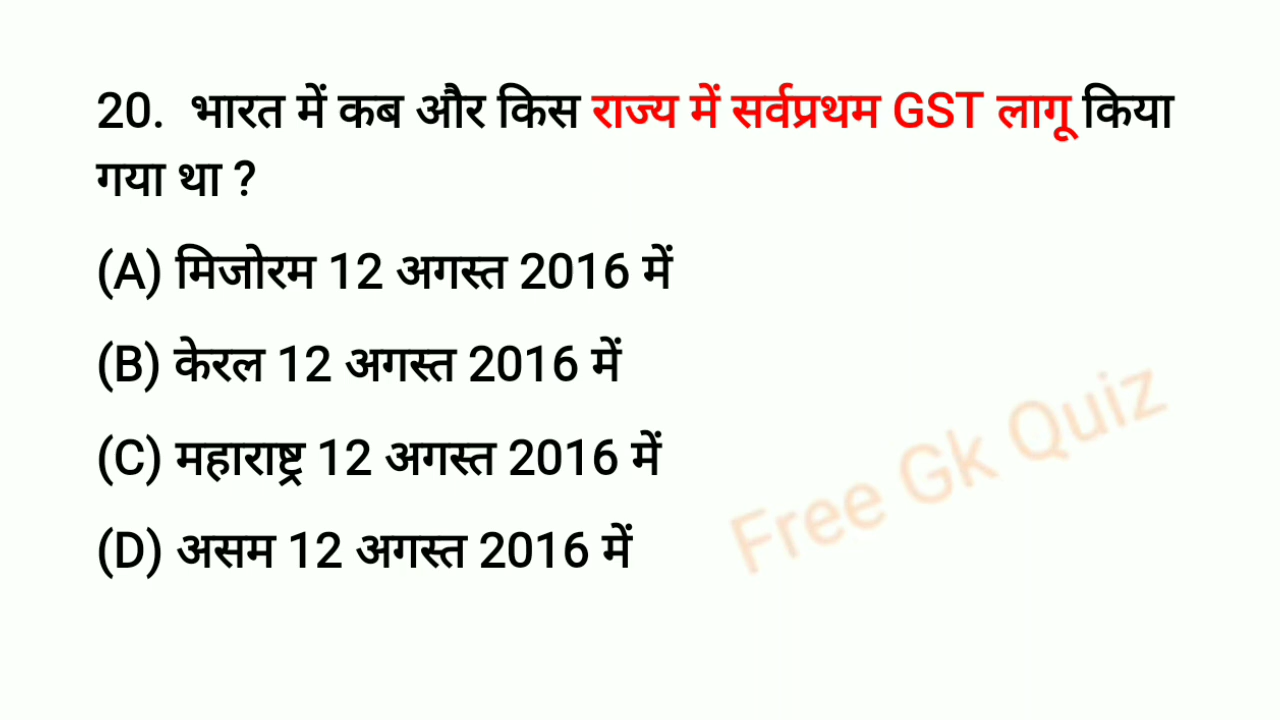 20. भारत में कब और किस राज्य में सर्वप्रथम GST लागू किया
गया था ?
(A) मिजोरम 12 अगस्त 2016 में
(B) केरल 12 अगस्त 2016 में
(C) महाराष्ट्र 12 अगस्त 2016 में
(D) असम 12 अगस्त 2016 में
Free Gk Quiz